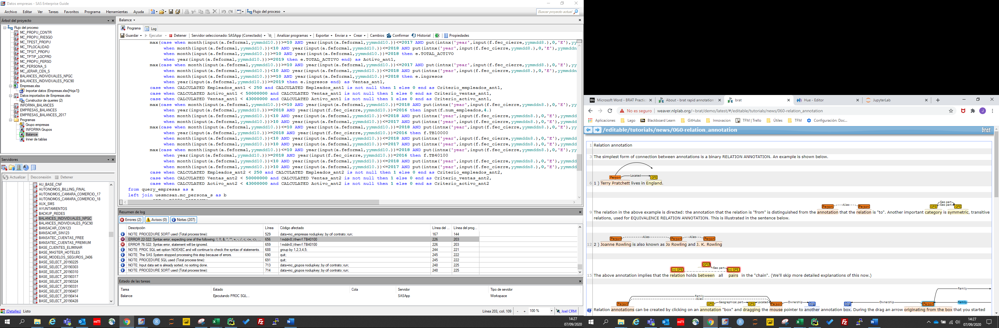 Datos empresas - SAS Enterprise Guide
Archivo Editar Ver Tareas Favoritos Programa Herramientas Ayuda Flujo del proceso Buscar proyecto actual
Árbol del proyecto
Flujo del proceso
MC_PROPU_CONTR
MC_PROPU_RIESGO
MC_TPEST_PROPU
MC_TPLOCALIDAD
MC_TPSIT_PROPU
MC_TPTIP_LOCPRO
MC_PROPU_PERSO
MC_PERSONA_S
MC_JERAR_CEN_S
BALANCES_INDIVIDUALES_NPGC
BALANCES_INDIVIDUALES_PGC90
Empresas.xlsx
Importar datos (Empresas.xlsx[Hoja1])
Datos importados de Empresas.xlsx
Constructor de queries (2)
INFORMA_BALANCES
EMPRESAS_BALANCES
EMPRESAS_BALANCES_2017
Programas
Grupo empresas
INFORMA Grupos
Balance
Inner de tablas
Servidores
Actualizar Desconexión Detener
AU_BASE_CNF
AUTONOMOS_BILLING_FINAL
AUTONOMOS_CAMARA_COMERCIO_17
AUTONOMOS_CAMARA_COMERCIO_18
AUX_SMS
AYUNTAMIENTOS
BACKUP_REDES
BALANCES_INDIVIDUALES_NPGC
BALANCES_INDIVIDUALES_PGC90
BANSACAR_CON123
BANSACAR_SIN123
BANSATEC_CUENTAS_FREE
BANSATEC_CUENTAS_PREMIUM
BASE_CLIENTES_ELIMINAR
BASE_MASTER_HOTELES
BASE_MODELOS_SEGUROS_2406
BASE_SELECT_20190225
BASE_SELECT_20190303
BASE_SELECT_20190310
BASE_SELECT_20190317
BASE_SELECT_20190324
BASE_SELECT_20190331
BASE_SELECT_20190407
BASE_SELECT_20190414
BASE_SELECT_20190428
(Detalles) Listo
Balance
Programa Log
Guardar Ejecutar Detener Servidor seleccionado: SASApp (Conectado) Analizar programas Exportar Enviar a Crear Cambios Confirmar Historial Propiedades
max(case when month(input(a.feformal,yymmdd10.))>=10 AND year(input(a.feformal,yymmdd10.))<=2017 AND put(intnx('year',input(f.fec_cierre,yymmdd8.),0,'E'),yy
when month(input(a.feformal,yymmdd10.))<10 AND year(input(a.feformal,yymmdd10.))<=2018 AND put(intnx('year',input(f.fec_cierre,yymmdd8.),0,'E'),yymmddn
when month(input(a.feformal,yymmdd10.))>=10 AND year(input(a.feformal,yymmdd10.))=2018 then e.TOTAL_ACTIVO
when year(input(a.feformal,yymmdd10.))>=2019 then e.TOTAL_ACTIVO end) as Activo_ant1,
max(case when month(input(a.feformal,yymmdd10.))>=10 AND year(input(a.feformal,yymmdd10.))<=2017 AND put(intnx('year',input(f.fec_cierre,yymmdd8.),0,'E'),yy
when month(input(a.feformal,yymmdd10.))<10 AND year(input(a.feformal,yymmdd10.))<=2018 AND put(intnx('year',input(f.fec_cierre,yymmdd8.),0,'E'),yymmddn
when month(input(a.feformal,yymmdd10.))>=10 AND year(input(a.feformal,yymmdd10.))=2018 then e.ingresos
when year(input(a.feformal,yymmdd10.))>=2019 then e.ingresos end) as Ventas_ant1,
case when CALCULATED Empleados_ant1 < 250 and CALCULATED Empleados_ant1 is not null then 1 else 0 end as Criterio_empleados_ant1,
case when CALCULATED Activo_ant1 < 50000000 and CALCULATED Ventas_ant1 is not null then 1 else 0 end as Criterio_ventas_ant1,
case when CALCULATED Ventas_ant1 < 43000000 and CALCULATED Activo_ant1 is not null then 1 else 0 end as Criterio_activo_ant1,
max(case when month(input(a.feformal,yymmdd10.))<=10 AND year(input(a.feformal,yymmdd10.))=2018 AND put(intnx('year',input(f.fec_cierre,yymmddn8.),0,'E'),yy
when year(input(a.feformal,yymmdd10.))>=2018 AND year(input(f.fec_cierre,yymmdd10.))=2016 then input(f.num_empleados,4.)
when month(input(a.feformal,yymmdd10.))<10 AND year(input(a.feformal,yymmdd10.))<=2018 AND put(intnx('year',input(f.fec_cierre,yymmddn8.),0,'E'),yymmdd
when month(input(a.feformal,yymmdd10.))>10 AND year(input(a.feformal,yymmdd10.))<=2017 AND put(intnx('year',input(f.fec_cierre,yymmddn8.),0,'E'),yymmdd
max(case when month(input(a.feformal,yymmdd10.))<=10 AND year(input(a.feformal,yymmdd10.))=2018 AND put(intnx('year',input(f.fec_cierre,yymmddn8.),0,'E'),yy
when year(input(a.feformal,yymmdd10.))>=2018 AND year(input(f.fec_cierre,yymmdd10.))=2016 then f.TB10000
when month(input(a.feformal,yymmdd10.))<10 AND year(input(a.feformal,yymmdd10.))<=2018 AND put(intnx('year',input(f.fec_cierre,yymmddn8.),0,'E'),yymmdd
when month(input(a.feformal,yymmdd10.))>10 AND year(input(a.feformal,yymmdd10.))<=2017 AND put(intnx('year',input(f.fec_cierre,yymmddn8.),0,'E'),yymmdd
max(case when month(input(a.feformal,yymmdd10.))<=10 AND year(input(a.feformal,yymmdd10.))=2018 AND put(intnx('year',input(f.fec_cierre,yymmddn8.),0,'E'),yy
when year(input(a.feformal,yymmdd10.))>=2018 AND year(input(f.fec_cierre,yymmdd10.))=2016 then f.TB40100
when month(input(a.feformal,yymmdd10.))<10 AND year(input(a.feformal,yymmdd10.))<=2018 AND put(intnx('year',input(f.fec_cierre,yymmddn8.),0,'E'),yymmdd
when month(input(a.feformal,yymmdd10.))>10 AND year(input(a.feformal,yymmdd10.))<=2017 AND put(intnx('year',input(f.fec_cierre,yymmddn8.),0,'E'),yymmdd
case when CALCULATED Empleados_ant2 < 250 and CALCULATED Empleados_ant2 is not null then 1 else 0 end as Criterio_empleados_ant2,
case when CALCULATED Ventas_ant2 < 50000000 and CALCULATED Ventas_ant2 is not null then 1 else 0 end as Criterio_ventas_ant2,
case when CALCULATED Activo_ant2 < 43000000 and CALCULATED Activo_ant2 is not null then 1 else 0 end as Criterio_activo_ant2
from query_empresas as a
left join uesmcsan.mc_persona_s as b
Resumen de log
Errores (2) Avisos (0) Notas (207)
Descripción Línea Código afectado Línea del ... Línea del prog...
NOTE: PROCEDURE SORT used (Total process time): 529 data=mc_empresas nodupkey; by cif contrato; run; 167 144
ERROR 22-322: Syntax error, expecting one of the following: !, !!, &, *, **, +, -, /, <, <=, <>, ... 656 ! mddn8.) then f.TB40100 226 203
ERROR 76-322: Syntax error, statement will be ignored. 659 ! mddn8.) then f.TB40100 226 203
NOTE: PROC SQL set option NOEXEC and will continue to check the syntax of statements. 688 group by 1,2,3,4,5; 244 221
NOTE: The SAS System stopped processing this step because of errors. 690 quit; 245 222
NOTE: PROCEDURE SQL used (Total process time): 691 quit; 245 222
NOTE: Input data set is already sorted, no sorting done. 713 data=mc_grupos nodupkey; by cif contrato; run; 248 225
NOTE: PROCEDURE SORT used (Total process time): 714 data=mc_grupos nodupkey; by cif contrato; run; 248 225
Estado de las tareas
Tarea Estado Cola Servidor Tipo de sevidor
Balance Ejecutando PROC SQL... SASApp Workspace
Línea 203, col. 109 - + 100 % Joel CRM
14:27
07/09/2020
Microsoft Word - BRAT Practic About - brat rapid annotation brat Hue - Editor JupyterLab
No es seguro weaver.nlplab.org/~brat/demo/latest/#/editable/tutorials/news/060-relation_annotation
Aplicaciones Lago Blackboard Learn GitHubs Innovacion TFM | Trello Útiles TFM Configuración: Doc...
/editable/tutorials/news/060-relation_annotation brat
1 Relation annotation
3 The simplest form of connection between annotations is a binary RELATION ANNOTATION. An example is shown below.
Person Located GPE
6 1 ) Terry Pratchett lives in England.
Geo part
Person Alias Person GPE Geo part GPE
9 The relation in the above example is directed: the annotation that the relation is "from" is distinguished from the annotation that the relation is "to". Another important category is symmetric, transitive
relations, used for EQUIVALENCE RELATION ANNOTATION. This is illustrated in the sentence below.
Person Alias Person Alias Person
12 2 ) Joanne Rowling is also known as Jo Rowling and J. K. Rowling
GPE Geo part
(n) GPE (n) GPE
15 The above annotation implies that the relation holds between all pairs in the "chain". (We'll skip more detailed explanations of this now.)
Family
Family
Alias
Person GPE Geographical part GPE Located Person Ownership Org Org Ownership Person Family
Relation annotations can be created by clicking on an annotation "box" and dragging the mouse pointer to another annotation box. During the drag an arrow originating from the box that you started
14:27
07/09/2020